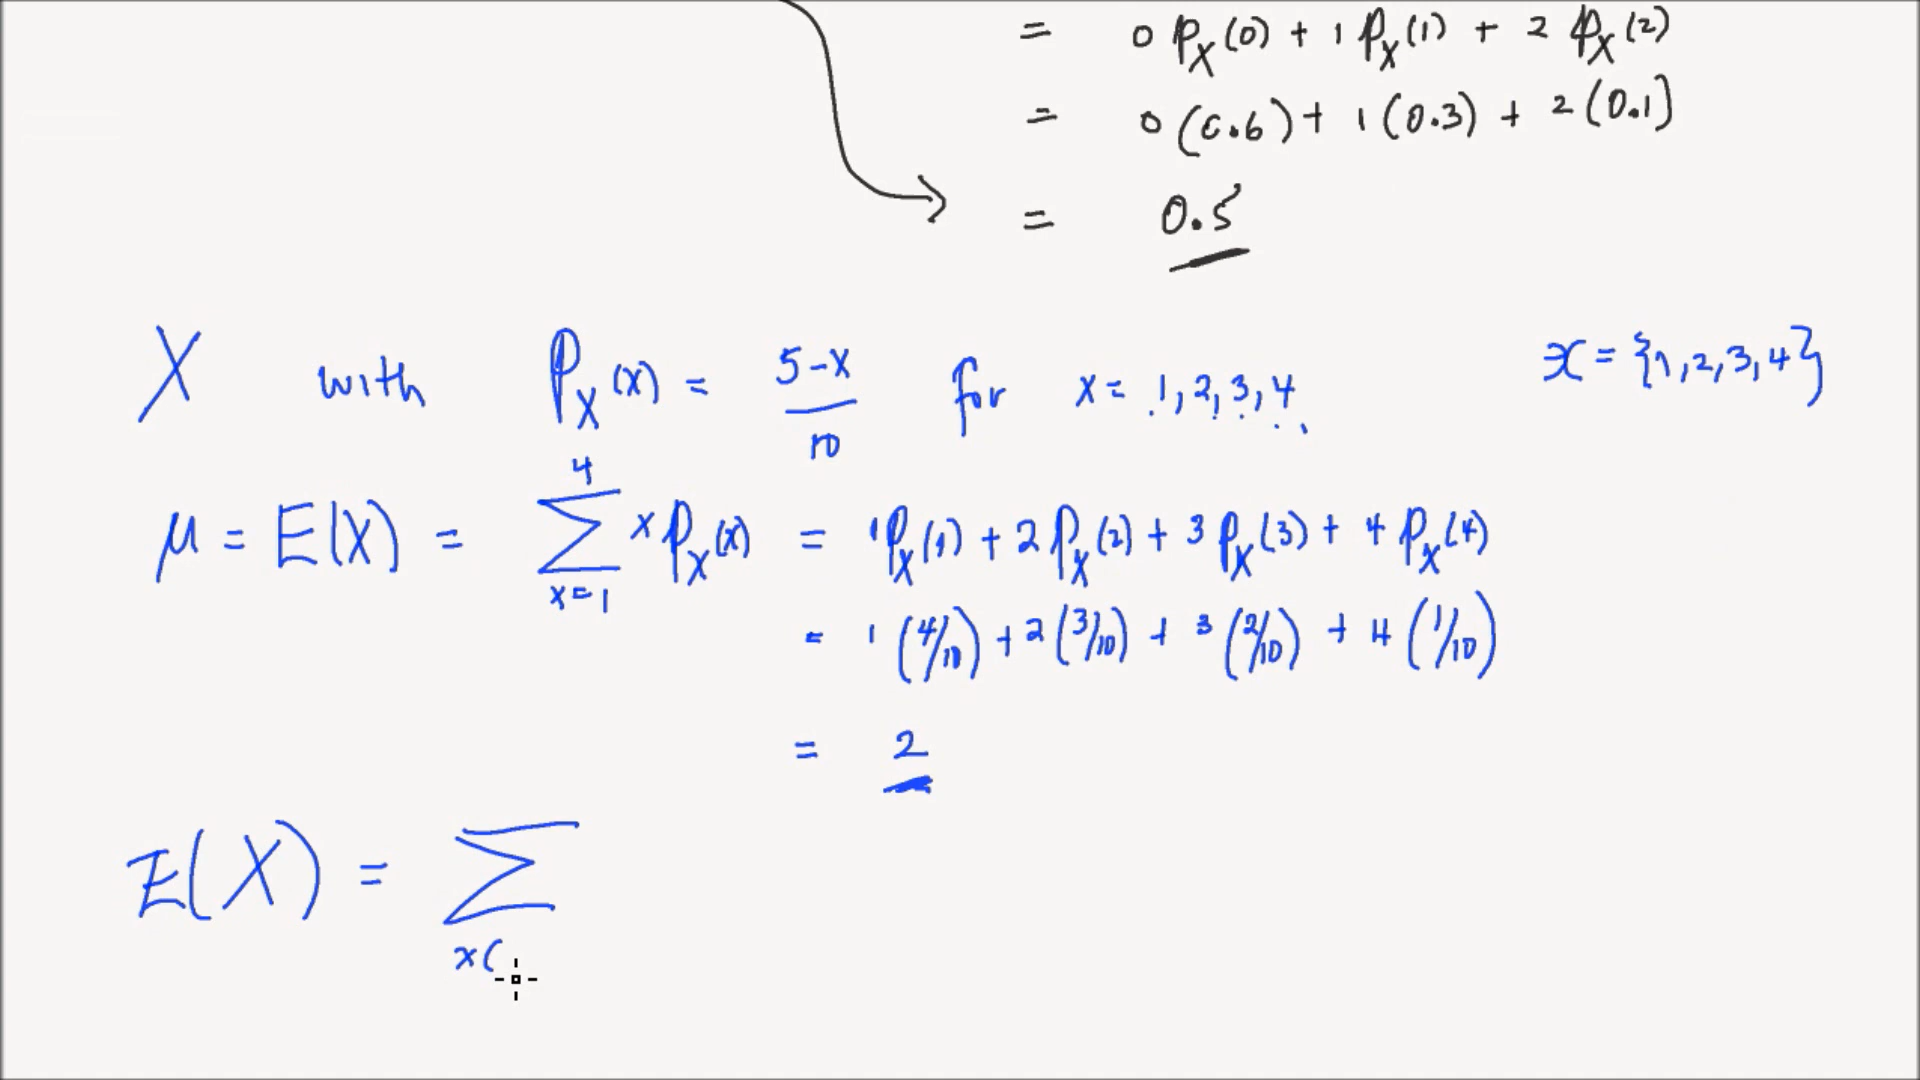 = 0 p_X(0) + 1 p_X(1) + 2 p_X(2)
= 0(0.6) + 1(0.3) + 2(0.1)
= 0.5
X with P_X(x) = (5-x)/10 for x = 1, 2, 3, 4. 𝒳 = {1, 2, 3, 4}
μ = E(X) = ∑_{x=1}^{4} x p_X(x) = 1 p_X(1) + 2 p_X(2) + 3 p_X(3) + 4 p_X(4)
= 1(4/10) + 2(3/10) + 3(2/10) + 4(1/10)
= 2
E(X) = ∑_{x(}